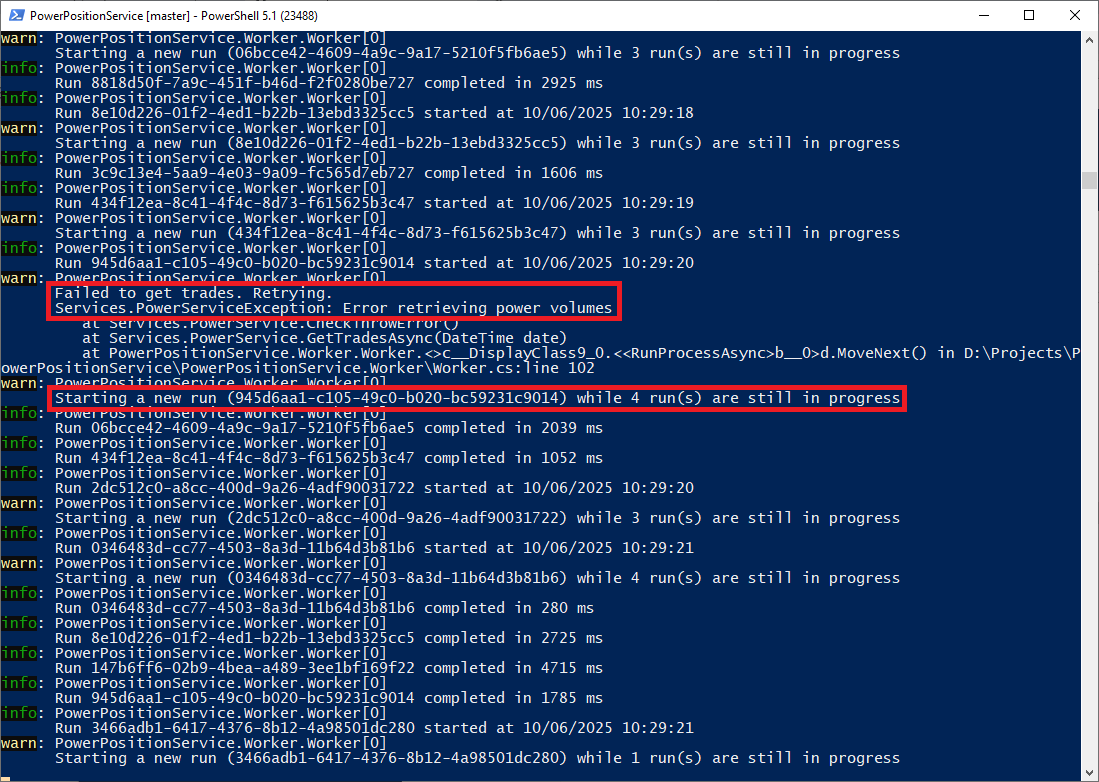 PowerPositionService [master] - PowerShell 5.1 (23488)
warn: PowerPositionService.Worker.Worker[0]
Starting a new run (06bcce42-4609-4a9c-9a17-5210f5fb6ae5) while 3 run(s) are still in progress
info: PowerPositionService.Worker.Worker[0]
Run 8818d50f-7a9c-451f-b46d-f2f0280be727 completed in 2925 ms
info: PowerPositionService.Worker.Worker[0]
Run 8e10d226-01f2-4ed1-b22b-13ebd3325cc5 started at 10/06/2025 10:29:18
warn: PowerPositionService.Worker.Worker[0]
Starting a new run (8e10d226-01f2-4ed1-b22b-13ebd3325cc5) while 3 run(s) are still in progress
info: PowerPositionService.Worker.Worker[0]
Run 3c9c13e4-5aa9-4e03-9a09-fc565d7eb727 completed in 1606 ms
info: PowerPositionService.Worker.Worker[0]
Run 434f12ea-8c41-4f4c-8d73-f615625b3c47 started at 10/06/2025 10:29:19
warn: PowerPositionService.Worker.Worker[0]
Starting a new run (434f12ea-8c41-4f4c-8d73-f615625b3c47) while 3 run(s) are still in progress
info: PowerPositionService.Worker.Worker[0]
Run 945d6aa1-c105-49c0-b020-bc59231c9014 started at 10/06/2025 10:29:20
warn: PowerPositionService.Worker.Worker[0]
Failed to get trades. Retrying.
Services.PowerServiceException: Error retrieving power volumes
at Services.PowerService.CheckThrowError()
at Services.PowerService.GetTradesAsync(DateTime date)
at PowerPositionService.Worker.Worker.<>c__DisplayClass9_0.<<RunProcessAsync>b__0>d.MoveNext() in D:\Projects\P
owerPositionService\PowerPositionService.Worker\Worker.cs:line 102
warn: PowerPositionService.Worker.Worker[0]
Starting a new run (945d6aa1-c105-49c0-b020-bc59231c9014) while 4 run(s) are still in progress
info: PowerPositionService.Worker.Worker[0]
Run 06bcce42-4609-4a9c-9a17-5210f5fb6ae5 completed in 2039 ms
info: PowerPositionService.Worker.Worker[0]
Run 434f12ea-8c41-4f4c-8d73-f615625b3c47 completed in 1052 ms
info: PowerPositionService.Worker.Worker[0]
Run 2dc512c0-a8cc-400d-9a26-4adf90031722 started at 10/06/2025 10:29:20
warn: PowerPositionService.Worker.Worker[0]
Starting a new run (2dc512c0-a8cc-400d-9a26-4adf90031722) while 3 run(s) are still in progress
info: PowerPositionService.Worker.Worker[0]
Run 0346483d-cc77-4503-8a3d-11b64d3b81b6 started at 10/06/2025 10:29:21
warn: PowerPositionService.Worker.Worker[0]
Starting a new run (0346483d-cc77-4503-8a3d-11b64d3b81b6) while 4 run(s) are still in progress
info: PowerPositionService.Worker.Worker[0]
Run 0346483d-cc77-4503-8a3d-11b64d3b81b6 completed in 280 ms
info: PowerPositionService.Worker.Worker[0]
Run 8e10d226-01f2-4ed1-b22b-13ebd3325cc5 completed in 2725 ms
info: PowerPositionService.Worker.Worker[0]
Run 147b6ff6-02b9-4bea-a489-3ee1bf169f22 completed in 4715 ms
info: PowerPositionService.Worker.Worker[0]
Run 945d6aa1-c105-49c0-b020-bc59231c9014 completed in 1785 ms
info: PowerPositionService.Worker.Worker[0]
Run 3466adb1-6417-4376-8b12-4a98501dc280 started at 10/06/2025 10:29:21
warn: PowerPositionService.Worker.Worker[0]
Starting a new run (3466adb1-6417-4376-8b12-4a98501dc280) while 1 run(s) are still in progress